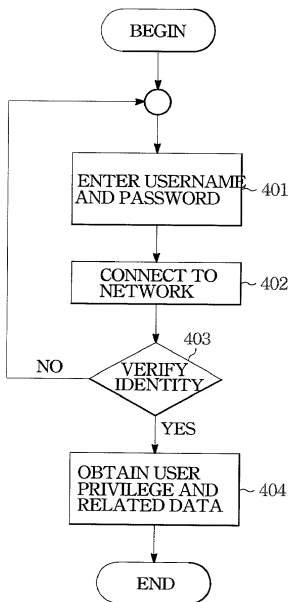 BEGIN
ENTER USERNAME
AND PASSWORD
401
CONNECT TO
NETWORK
402
403
VERIFY
IDENTITY
NO
YES
OBTAIN USER
PRIVILEGE AND
RELATED DATA
404
END